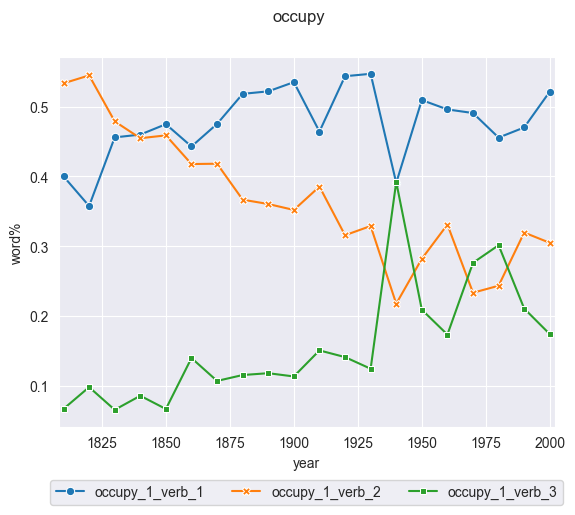 occupy
0.5
0.4
0.3
0.2
0.1
word%
1825 1850 1875 1900 1925 1950 1975 2000
year
occupy_1_verb_1 occupy_1_verb_2 occupy_1_verb_3